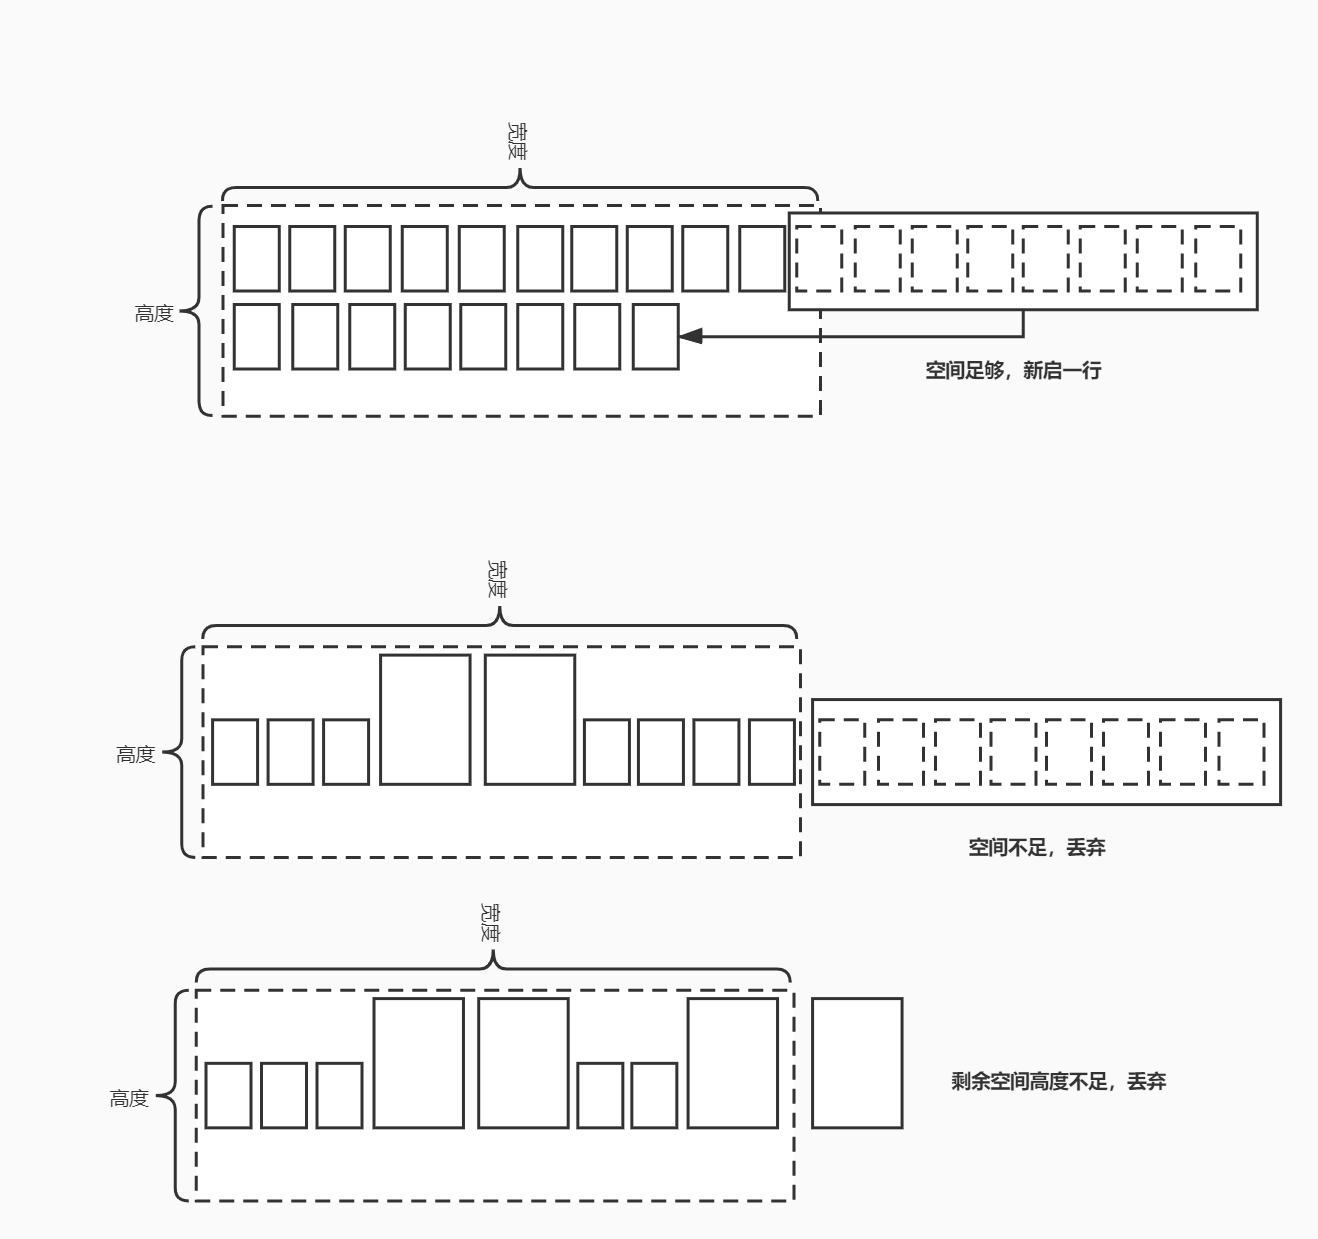 宽度
高度
空间足够，新启一行
宽度
高度
空间不足，丢弃
宽度
高度
剩余空间高度不足，丢弃